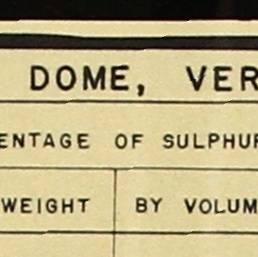 DOME, VER
ENTAGE OF SULPHUR
WEIGHT BY VOLUM